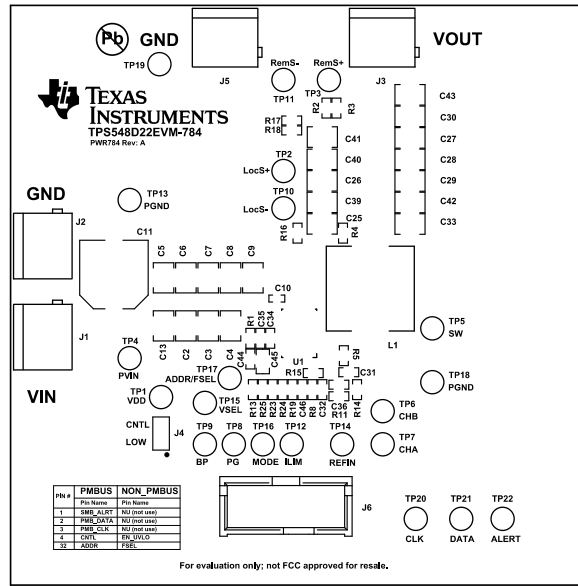 Pb GND VOUT
TP19
J5
RemS- RemS+
J3
TP11 TP3
R2 R3
C43
TEXAS
INSTRUMENTS
TPS548D22EVM-784
PWR784 Rev: A
R17
R18
C30
C41
C27
TP2
LocS+
C40
C28
C26
C29
TP10
LocS-
C39
C42
C25
C33
R16
R4
GND
TP13
PGND
J2
C11
C5 C6 C7 C8 C9
C10
J1
VIN
TP4
PVIN
C13 C2 C3 C4
R1 C35 C34
C44 C45
U1
L1
TP5
SW
R5
TP17
ADDR/FSEL
R15
C31
TP18
PGND
TP1
VDD
TP15
VSEL
R13 R25 R23 R24 R19 C46 R8 C32
C36
R11
R14
TP6
CHB
CNTL
LOW
J4
TP9 TP8 TP16 TP12 TP14
BP PG MODE ILIM REFIN
TP7
CHA
PIN # PMBUS NON_PMBUS
Pin Name Pin Name
1 SMB_ALRT NU (not use)
2 PMB_DATA NU (not use)
3 PMB_CLK NU (not use)
4 CNTL EN_UVLO
32 ADDR FSEL
J6
TP20 TP21 TP22
CLK DATA ALERT
For evaluation only; not FCC approved for resale.